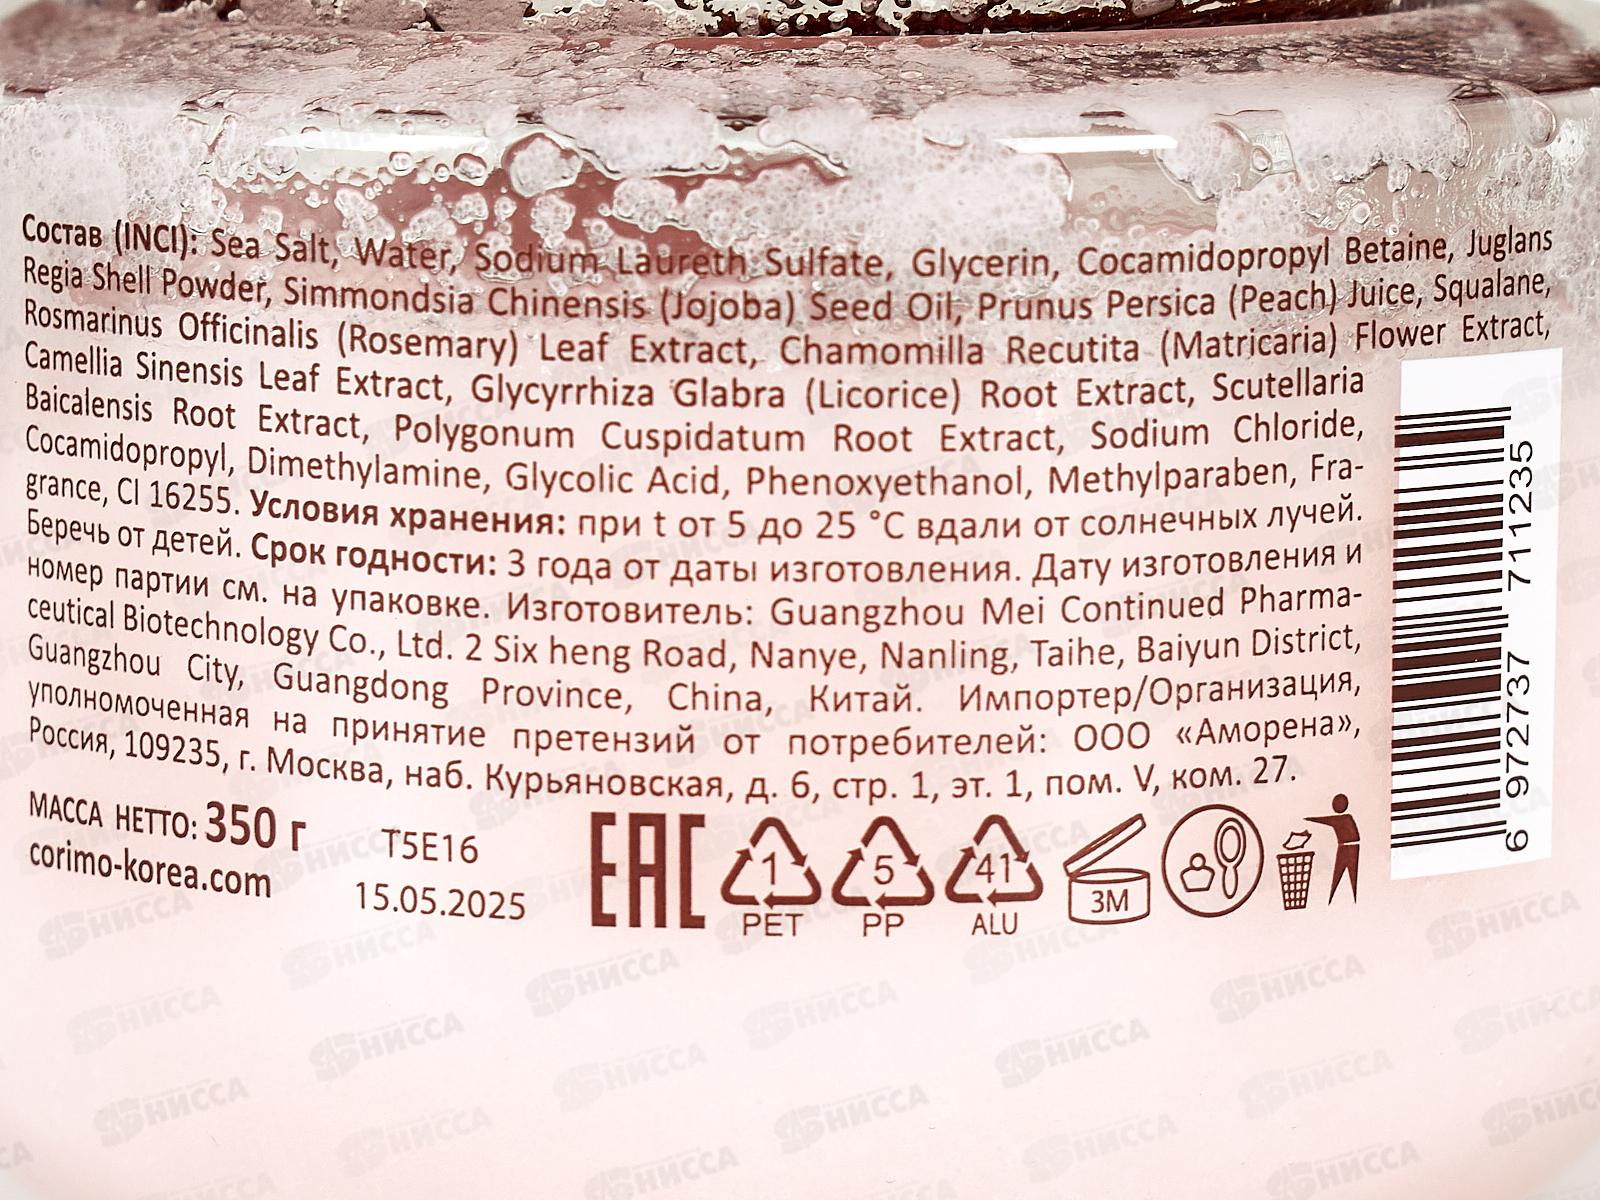 Состав (INCI): Sea Salt, Water, Sodium Laureth Sulfate, Glycerin, Cocamidopropyl Betaine, Juglans
Regia Shell Powder, Simmondsia Chinensis (Jojoba) Seed Oil, Prunus Persica (Peach) Juice, Squalane,
Rosmarinus Officinalis (Rosemary) Leaf Extract, Chamomilla Recutita (Matricaria) Flower Extract,
Camellia Sinensis Leaf Extract, Glycyrrhiza Glabra (Licorice) Root Extract, Scutellaria
Baicalensis Root Extract, Polygonum Cuspidatum Root Extract, Sodium Chloride,
Cocamidopropyl, Dimethylamine, Glycolic Acid, Phenoxyethanol, Methylparaben, Fra-
grance, CI 16255. Условия хранения: при t от 5 до 25 °C вдали от солнечных лучей.
Беречь от детей. Срок годности: 3 года от даты изготовления. Дату изготовления и
номер партии см. на упаковке. Изготовитель: Guangzhou Mei Continued Pharma-
ceutical Biotechnology Co., Ltd. 2 Six heng Road, Nanye, Nanling, Taihe, Baiyun District,
Guangzhou City, Guangdong Province, China, Китай. Импортер/Организация,
уполномоченная на принятие претензий от потребителей: ООО «Аморена»,
Россия, 109235, г. Москва, наб. Курьяновская, д. 6, стр. 1, эт. 1, пом. V, ком. 27.
МАССА НЕТТО: 350 г
corimo-korea.com
T5E16
15.05.2025
EAC
1
PET
5
PP
41
ALU
3M
6 972737 711235
НИССА